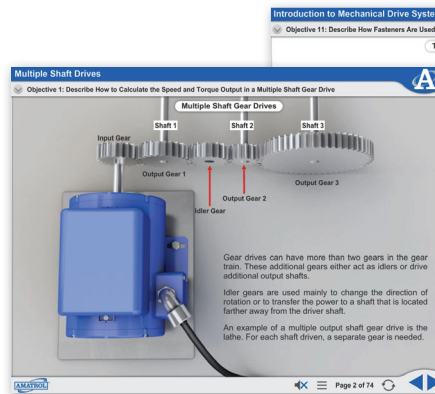 Introduction to Mechanical Drive Syste
Objective 11: Describe How Fasteners Are Used
T
Multiple Shaft Drives
A
Objective 1: Describe How to Calculate the Speed and Torque Output in a Multiple Shaft Gear Drive
Multiple Shaft Gear Drives
Shaft 1
Shaft 2
Shaft 3
Input Gear
Output Gear 1
Output Gear 3
Output Gear 2
Idler Gear
Gear drives can have more than two gears in the gear
train. These additional gears either act as idlers or drive
additional output shafts.
Idler gears are used mainly to change the direction of
rotation or to transfer the power to a shaft that is located
farther away from the driver shaft.
An example of a multiple output shaft gear drive is the
lathe. For each shaft driven, a separate gear is needed.
AMATROL
Page 2 of 74